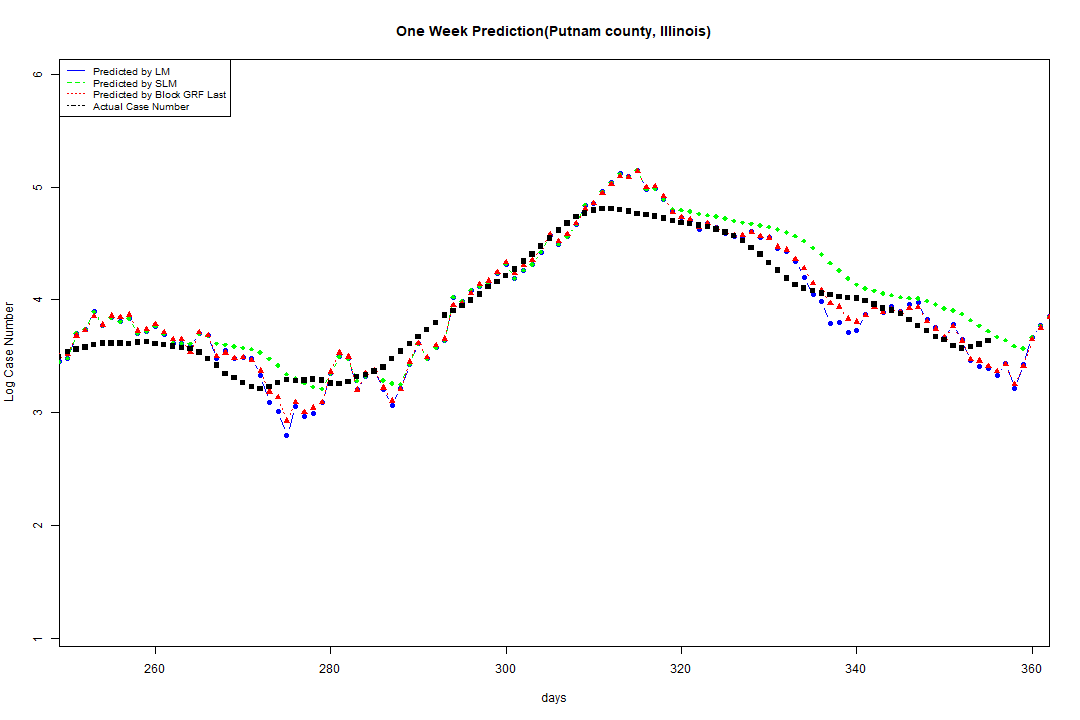 One Week Prediction(Putnam county, Illinois)
Predicted by LM
Predicted by SLM
Predicted by Block GRF Last
Actual Case Number
6
5
4
3
2
1
Log Case Number
260 280 300 320 340 360
days